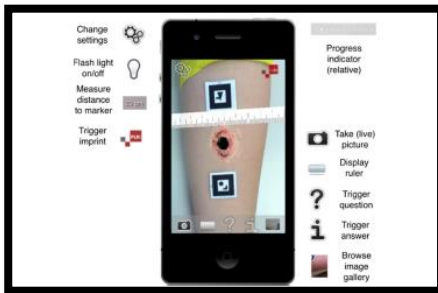 Change
settings
Flash light
on/off
Measure
distance
to marker
Trigger
imprint
Progress
indicator
(relative)
Take (live)
picture
Display
ruler
?
Trigger
question
i
Trigger
answer
Browse
image
gallery